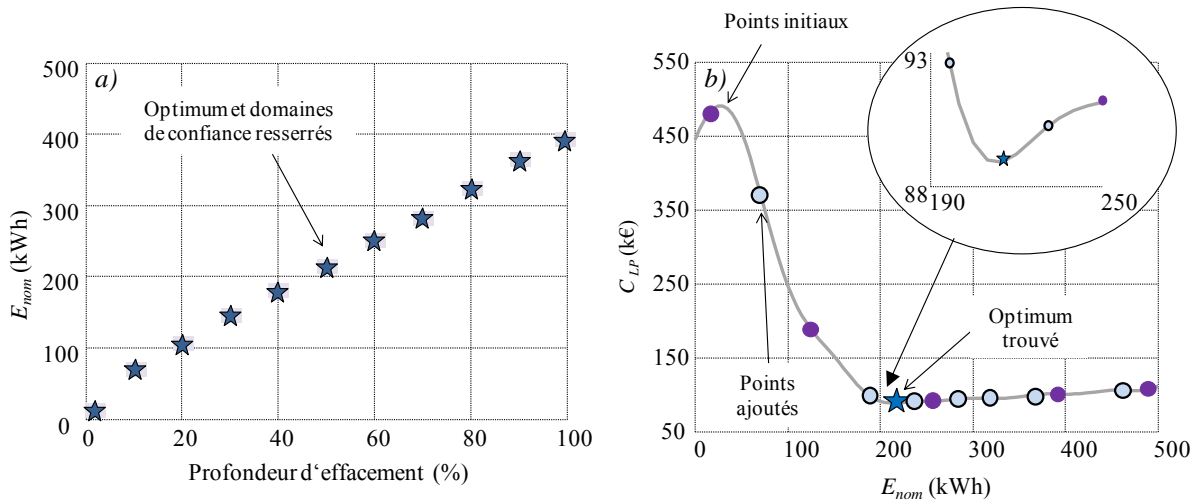 a)
500
400
300
200
100
0
Optimum et domaines
de confiance resserrés
E_nom (kWh)
0
20
40
60
80
100
Profondeur d‘effacement (%)
Points initiaux
b)
550
450
350
250
150
50
C_LP (k€)
93
88
190
250
Optimum
trouvé
Points
ajoutés
0
100
200
300
400
500
E_nom (kWh)